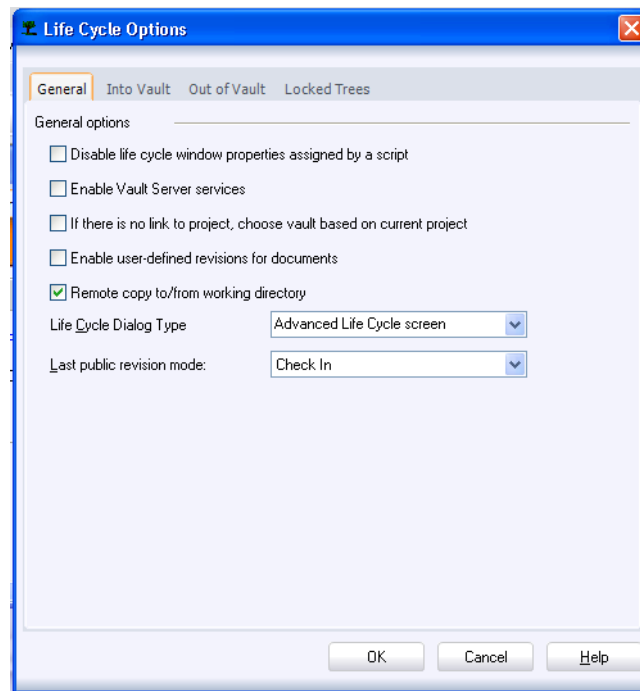 Life Cycle Options
General Into Vault Out of Vault Locked Trees
General options
Disable life cycle window properties assigned by a script
Enable Vault Server services
If there is no link to project, choose vault based on current project
Enable user-defined revisions for documents
Remote copy to/from working directory
Life Cycle Dialog Type Advanced Life Cycle screen
Last public revision mode: Check In
OK Cancel Help